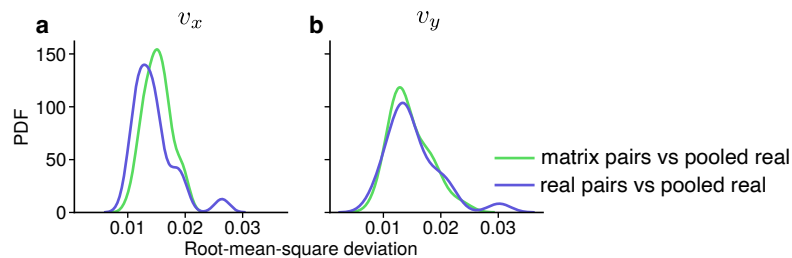 a
v_x
b
v_y
PDF
150
100
50
0
0.01
0.02
0.03
0.01
0.02
0.03
Root-mean-square deviation
matrix pairs vs pooled real
real pairs vs pooled real